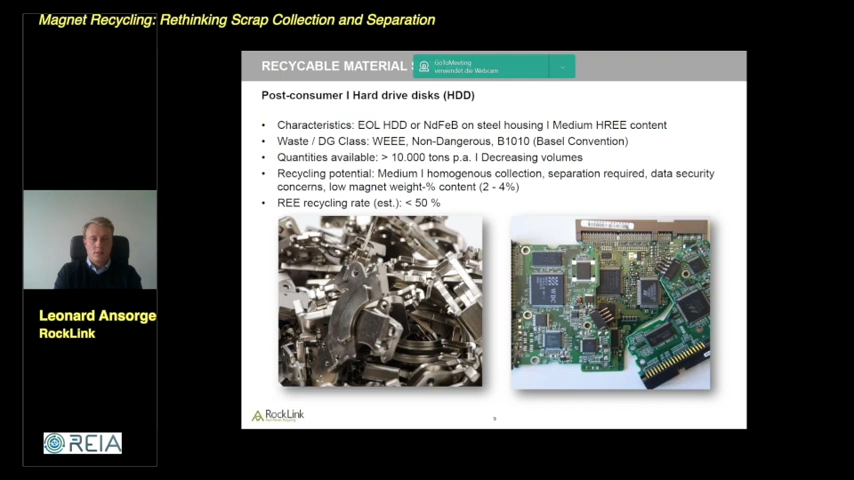 Magnet Recycling: Rethinking Scrap Collection and Separation
RECYCABLE MATERIAL
GoToMeeting
verwendet die Webcam
Post-consumer I Hard drive disks (HDD)
• Characteristics: EOL HDD or NdFeB on steel housing I Medium HREE content
• Waste / DG Class: WEEE, Non-Dangerous, B1010 (Basel Convention)
• Quantities available: > 10.000 tons p.a. I Decreasing volumes
• Recycling potential: Medium I homogenous collection, separation required, data security
concerns, low magnet weight-% content (2 - 4%)
• REE recycling rate (est.): < 50 %
Leonard Ansorge
RockLink
REIA
RockLink
9